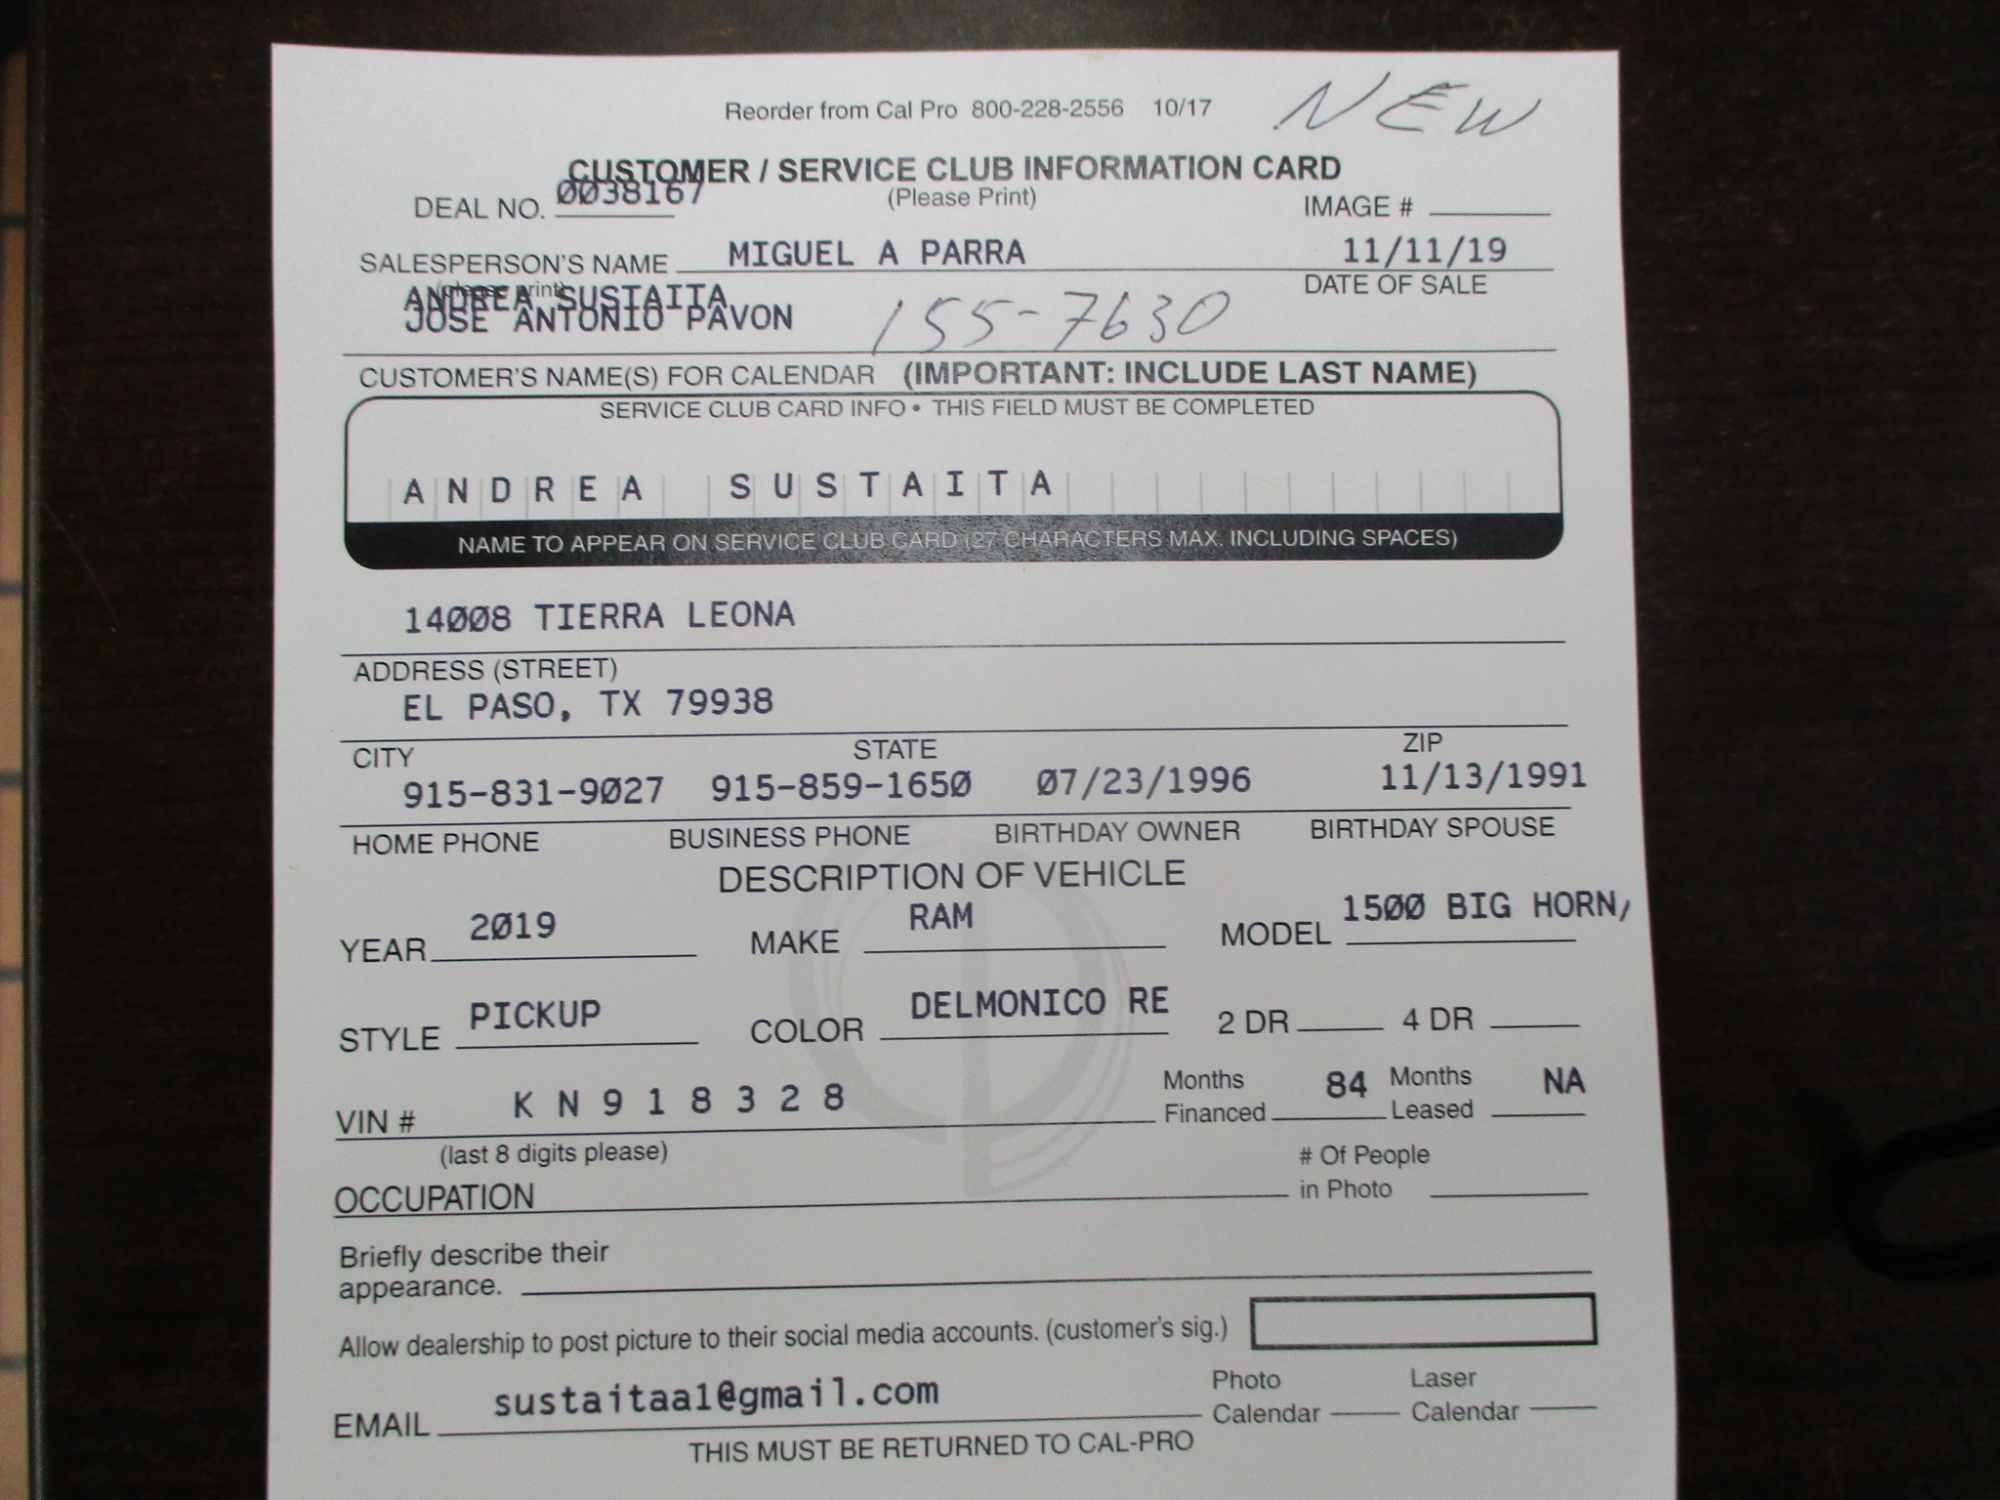 Reorder from Cal Pro 800-228-2556 10/17 NEW
CUSTOMER / SERVICE CLUB INFORMATION CARD
DEAL NO. 0038167 (Please Print) IMAGE #
SALESPERSON'S NAME MIGUEL A PARRA 11/11/19
(please print) DATE OF SALE
ANDREA SUSTAITA
JOSE ANTONIO PAVON 155-7630
CUSTOMER'S NAME(S) FOR CALENDAR (IMPORTANT: INCLUDE LAST NAME)
SERVICE CLUB CARD INFO • THIS FIELD MUST BE COMPLETED
ANDREA SUSTAITA
NAME TO APPEAR ON SERVICE CLUB CARD (27 CHARACTERS MAX. INCLUDING SPACES)
14008 TIERRA LEONA
ADDRESS (STREET)
EL PASO, TX 79938
CITY STATE ZIP
915-831-9027 915-859-1650 07/23/1996 11/13/1991
HOME PHONE BUSINESS PHONE BIRTHDAY OWNER BIRTHDAY SPOUSE
DESCRIPTION OF VEHICLE
YEAR 2019 MAKE RAM MODEL 1500 BIG HORN/
STYLE PICKUP COLOR DELMONICO RE 2 DR 4 DR
VIN # KN918328 Months Financed 84 Months Leased NA
(last 8 digits please) # Of People in Photo
OCCUPATION
Briefly describe their
appearance.
Allow dealership to post picture to their social media accounts. (customer's sig.)
EMAIL sustaitaa1@gmail.com Photo Calendar Laser Calendar
THIS MUST BE RETURNED TO CAL-PRO